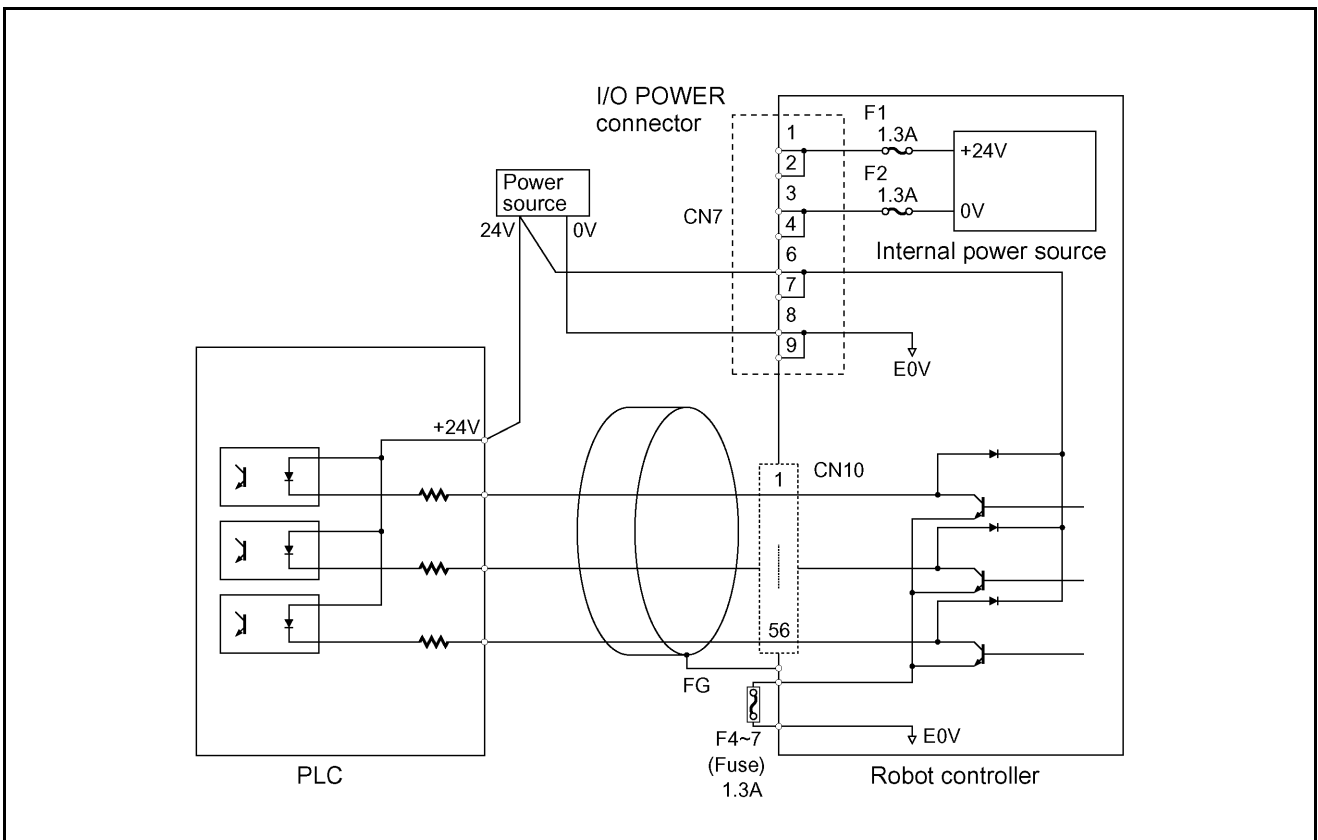 I/O POWER
connector
F1
1.3A
1
+24V
2
F2
1.3A
3
0V
4
CN7
Power
source
24V
0V
Internal power source
6
7
8
9
E0V
+24V
CN10
1
56
FG
F4~7
(Fuse)
1.3A
E0V
PLC
Robot controller